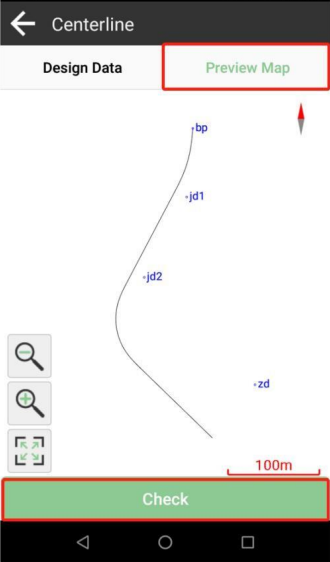 Centerline
Design Data
Preview Map
bp
jd1
jd2
zd
100m
Check